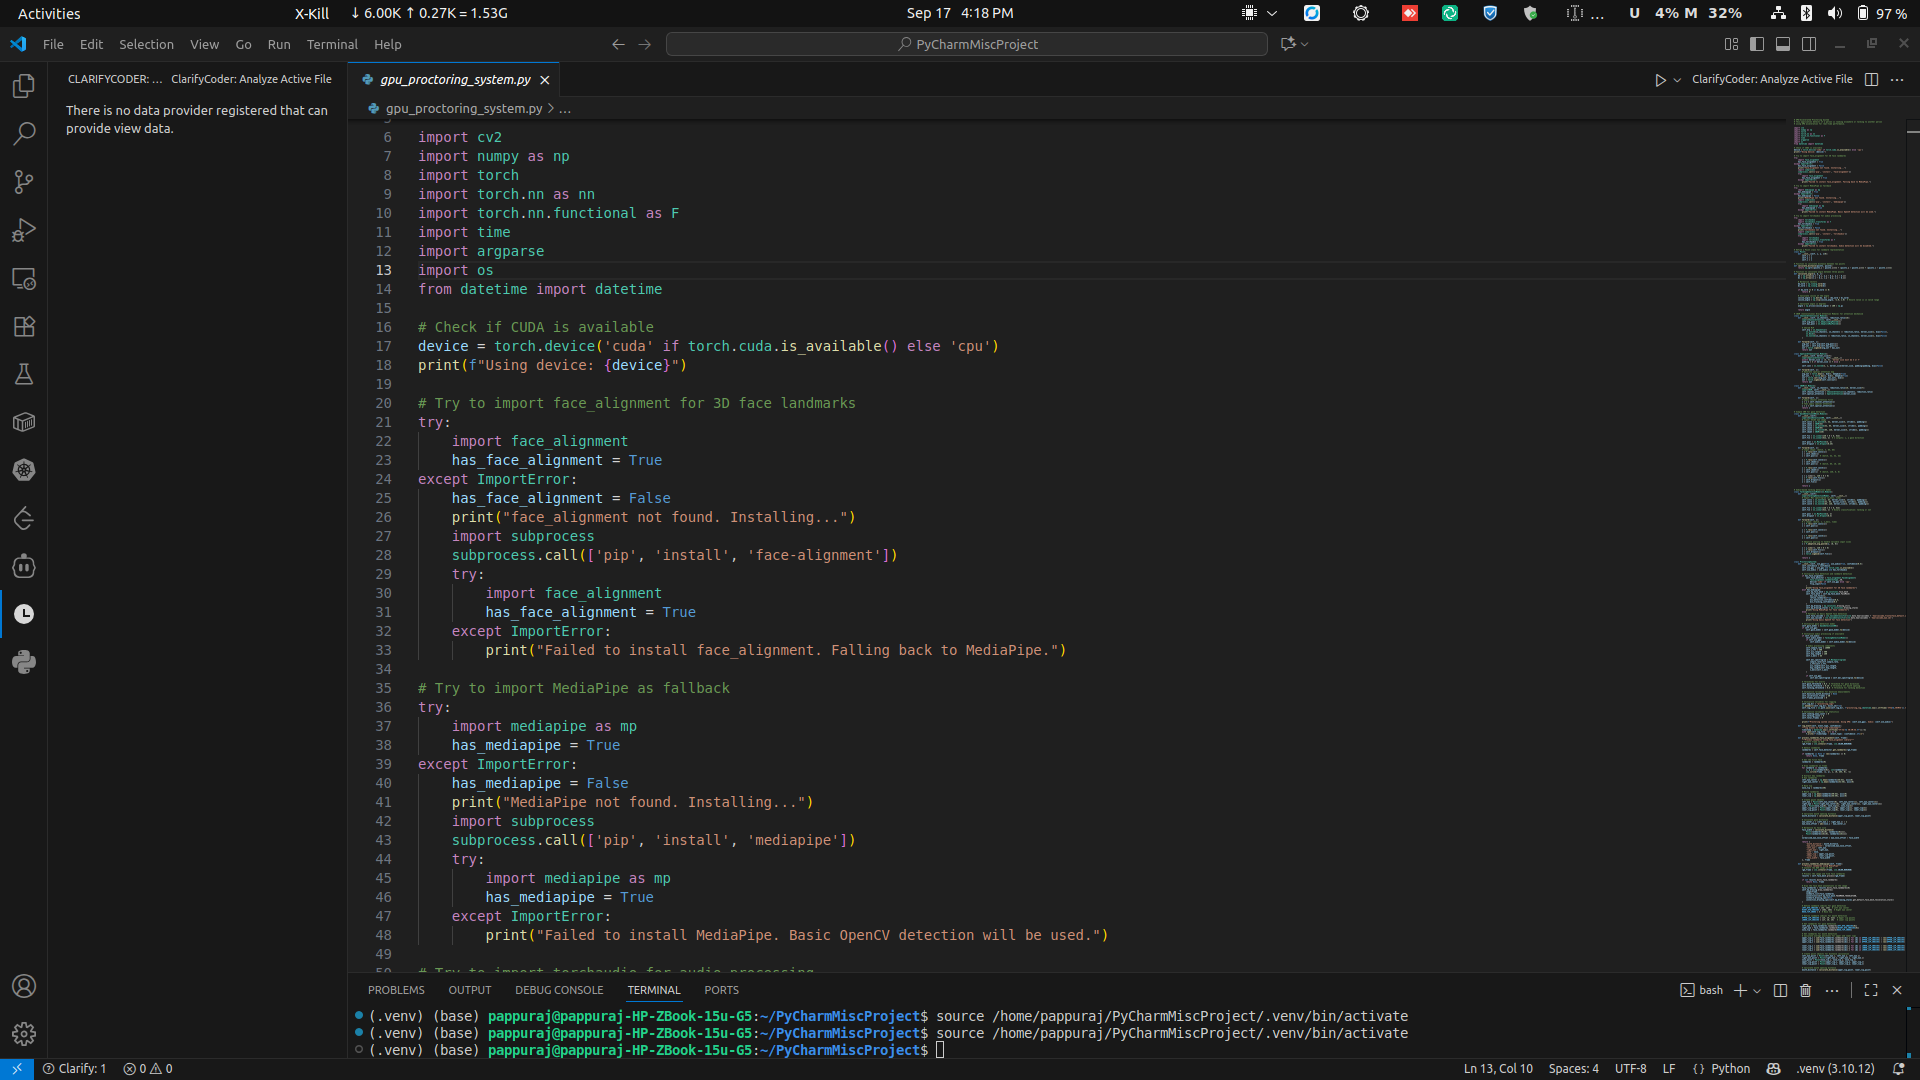 Activities
X-Kill
↓ 6.00K ↑ 0.27K = 1.53G
Sep 17 4:18 PM
U 4% M 32%
97 %
File Edit Selection View Go Run Terminal Help
PyCharmMiscProject
CLARIFYCODER: ... ClarifyCoder: Analyze Active File
There is no data provider registered that can
provide view data.
gpu_proctoring_system.py
ClarifyCoder: Analyze Active File
gpu_proctoring_system.py > ...
6 import cv2
7 import numpy as np
8 import torch
9 import torch.nn as nn
10 import torch.nn.functional as F
11 import time
12 import argparse
13 import os
14 from datetime import datetime
15
16 # Check if CUDA is available
17 device = torch.device('cuda' if torch.cuda.is_available() else 'cpu')
18 print(f"Using device: {device}")
19
20 # Try to import face_alignment for 3D face landmarks
21 try:
22 import face_alignment
23 has_face_alignment = True
24 except ImportError:
25 has_face_alignment = False
26 print("face_alignment not found. Installing...")
27 import subprocess
28 subprocess.call(['pip', 'install', 'face-alignment'])
29 try:
30 import face_alignment
31 has_face_alignment = True
32 except ImportError:
33 print("Failed to install face_alignment. Falling back to MediaPipe.")
34
35 # Try to import MediaPipe as fallback
36 try:
37 import mediapipe as mp
38 has_mediapipe = True
39 except ImportError:
40 has_mediapipe = False
41 print("MediaPipe not found. Installing...")
42 import subprocess
43 subprocess.call(['pip', 'install', 'mediapipe'])
44 try:
45 import mediapipe as mp
46 has_mediapipe = True
47 except ImportError:
48 print("Failed to install MediaPipe. Basic OpenCV detection will be used.")
49
50 # Try to import torchaudio for audio processing
PROBLEMS OUTPUT DEBUG CONSOLE TERMINAL PORTS
bash
(.venv) (base) pappuraj@pappuraj-HP-ZBook-15u-G5:~/PyCharmMiscProject$ source /home/pappuraj/PyCharmMiscProject/.venv/bin/activate
(.venv) (base) pappuraj@pappuraj-HP-ZBook-15u-G5:~/PyCharmMiscProject$ source /home/pappuraj/PyCharmMiscProject/.venv/bin/activate
(.venv) (base) pappuraj@pappuraj-HP-ZBook-15u-G5:~/PyCharmMiscProject$
Clarify: 1 0 0
Ln 13, Col 10 Spaces: 4 UTF-8 LF {} Python .venv (3.10.12)